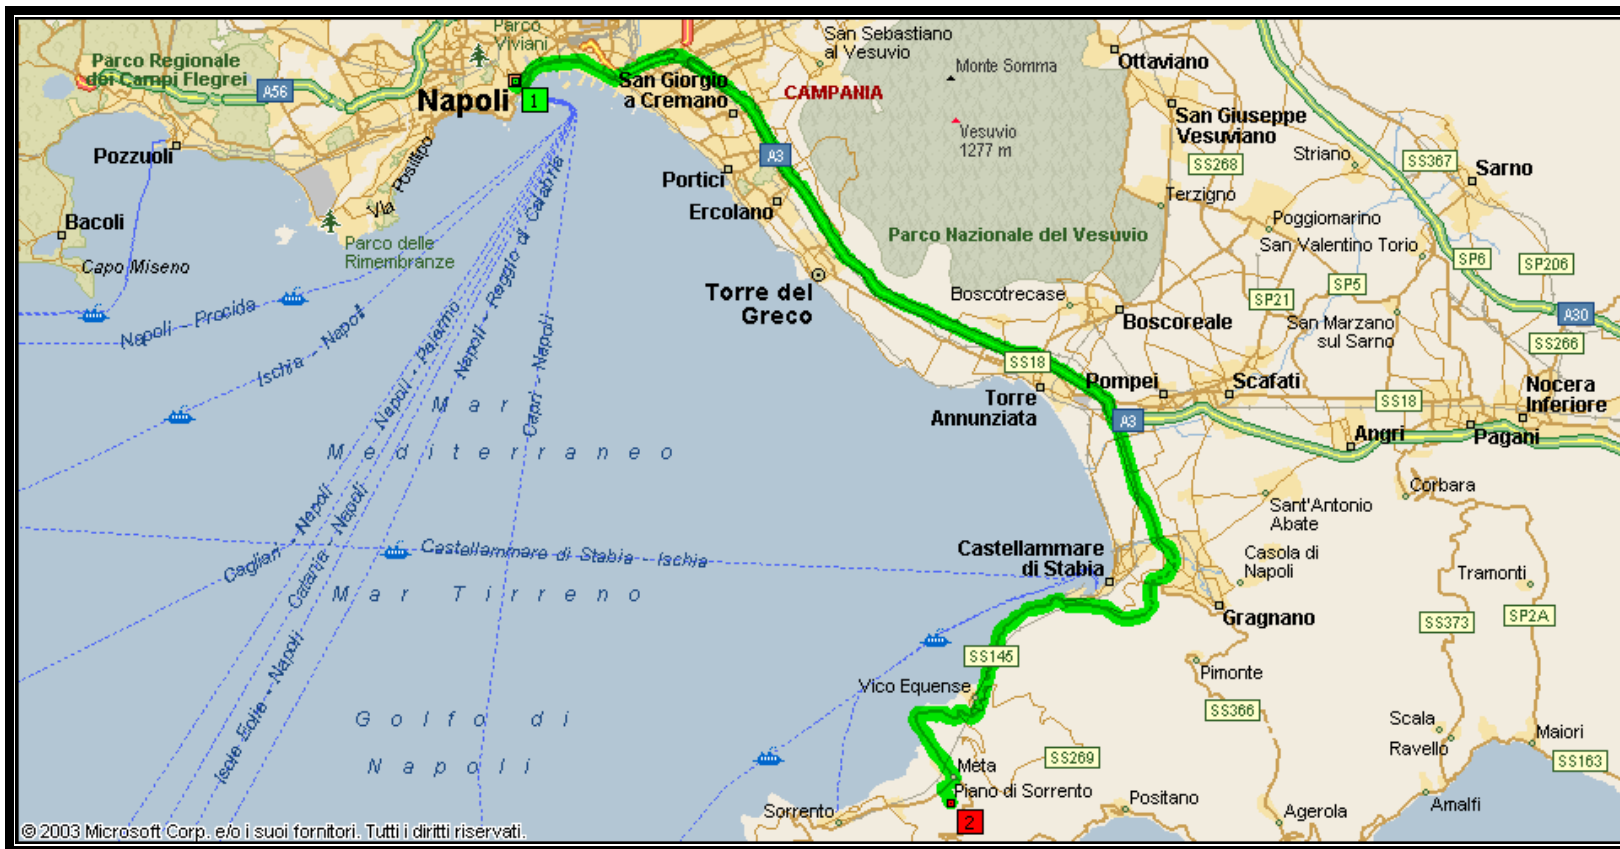 Parco
Viviani
San Sebastiano
al Vesuvio
Ottaviano
Parco Regionale
dei Campi Flegrei
A56
Monte Somma
San Giorgio
a Cremano
CAMPANIA
Napoli
1
San Giuseppe
Vesuviano
Vesuvio
1277 m
Pozzuoli
A3
SS268
Striano
SS367
Sarno
Portici
Ercolano
Via Posillipo
Terzigno
Poggiomarino
Bacoli
Parco delle
Rimembranze
Parco Nazionale del Vesuvio
San Valentino Torio
SP6
SP206
Capo Miseno
Torre del
Greco
Boscotrecase
Boscoreale
SP21
SP5
A30
San Marzano
sul Sarno
SS266
Napoli - Procida
Ischia - Napoli
Napoli - Palermo
Napoli - Reggio di Calabria
Capri - Napoli
SS18
Pompei
Scafati
Torre
Annunziata
A3
SS18
Nocera
Inferiore
Angri
Pagani
Mar
Mediterraneo
Corbara
Sant'Antonio
Abate
Cagliari - Napoli
Catania - Napoli
Isole Eolie - Napoli
Castellammare di Stabia - Ischia
Castellammare
di Stabia
Casola di
Napoli
Tramonti
Mar Tirreno
Gragnano
SS373
SP2A
SS145
Pimonte
Vico Equense
SS366
Golfo di
Napoli
Scala
Ravello
Maiori
SS269
SS163
Meta
Piano di Sorrento
2
Sorrento
Positano
Agerola
Amalfi
© 2003 Microsoft Corp. e/o i suoi fornitori. Tutti i diritti riservati.